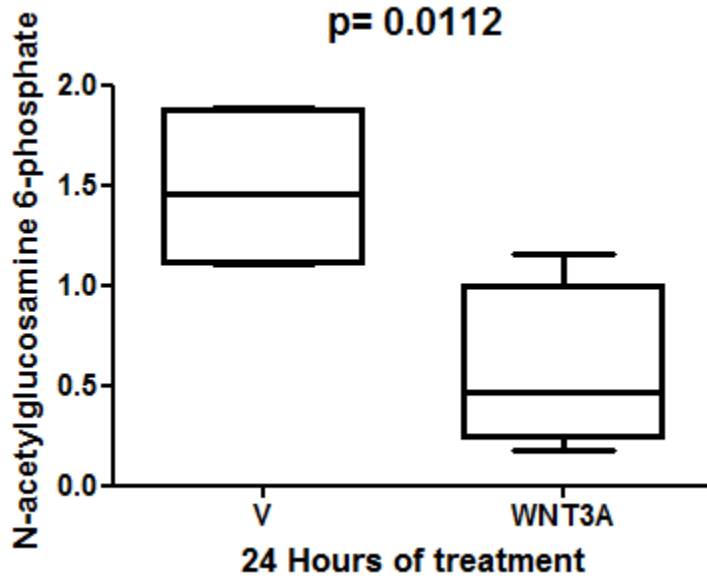 p= 0.0112
N-acetylglucosamine 6-phosphate
2.0
1.5
1.0
0.5
0.0
V
WNT3A
24 Hours of treatment